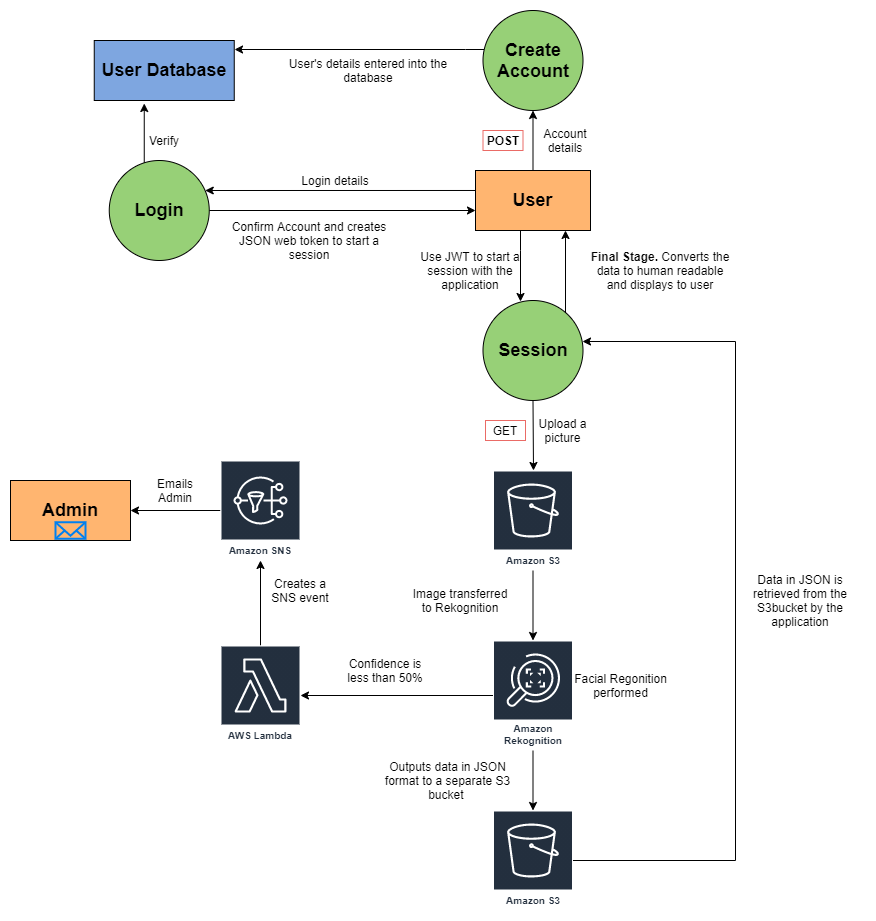 Create
Account
User Database
User's details entered into the
database
POST
Account
details
Verify
Login details
Login
User
Confirm Account and creates
JSON web token to start a
session
Use JWT to start a
session with the
application
Final Stage. Converts the
data to human readable
and displays to user
Session
GET
Upload a
picture
Emails
Admin
Admin
Amazon SNS
Amazon S3
Creates a
SNS event
Image transferred
to Rekognition
Data in JSON is
retrieved from the
S3bucket by the
application
Confidence is
less than 50%
Facial Regonition
performed
AWS Lambda
Amazon
Rekognition
Outputs data in JSON
format to a separate S3
bucket
Amazon S3